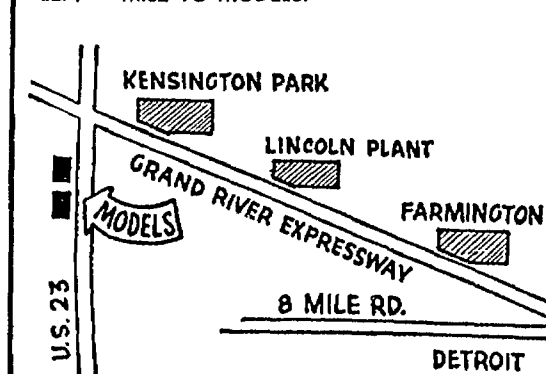 KENSINGTON PARK
LINCOLN PLANT
GRAND RIVER EXPRESSWAY
FARMINGTON
MODELS
8 MILE RD.
U.S. 23
DETROIT